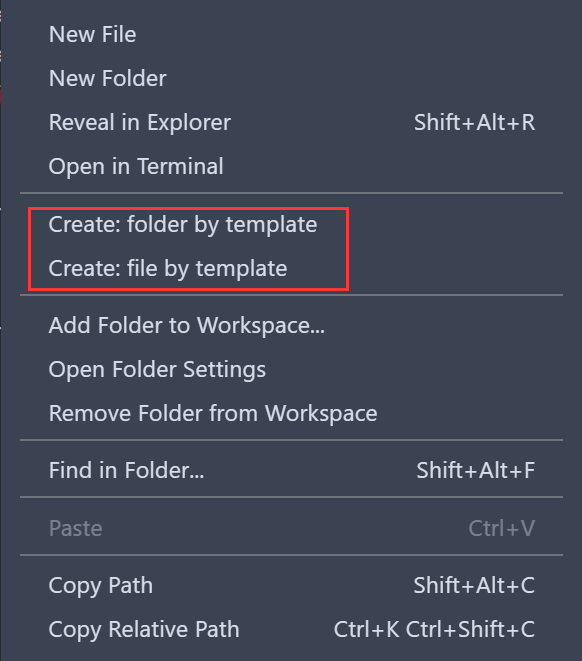 New File
New Folder
Reveal in Explorer Shift+Alt+R
Open in Terminal
Create: folder by template
Create: file by template
Add Folder to Workspace...
Open Folder Settings
Remove Folder from Workspace
Find in Folder... Shift+Alt+F
Paste Ctrl+V
Copy Path Shift+Alt+C
Copy Relative Path Ctrl+K Ctrl+Shift+C